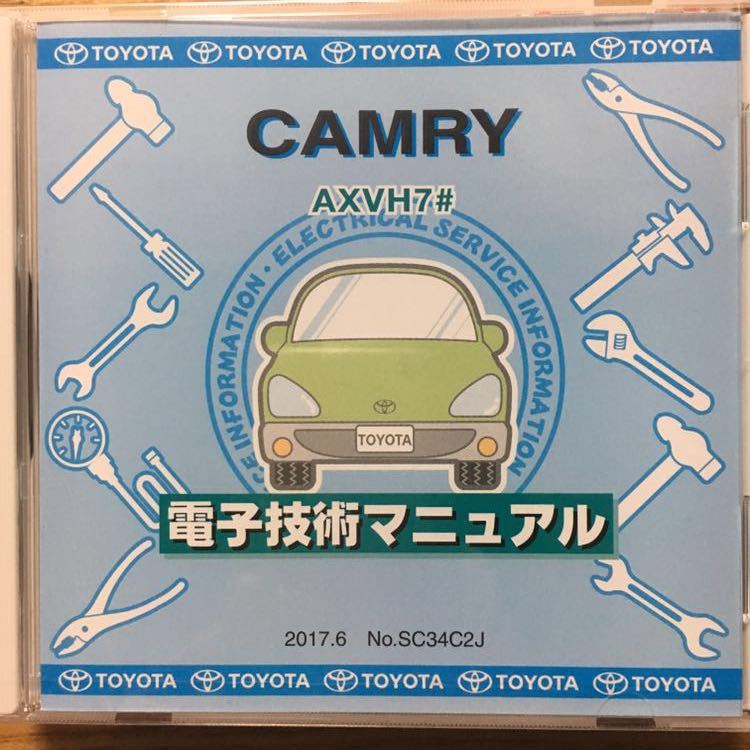 TOYOTA TOYOTA TOYOTA TOYOTA TOYOTA
CAMRY
AXVH7#
CE INFORMATION・ELECTRICAL SERVICE INFORMATION
TOYOTA
電子技術マニュアル
2017.6 No.SC34C2J
TOYOTA TOYOTA TOYOTA TOYOTA TOYOTA